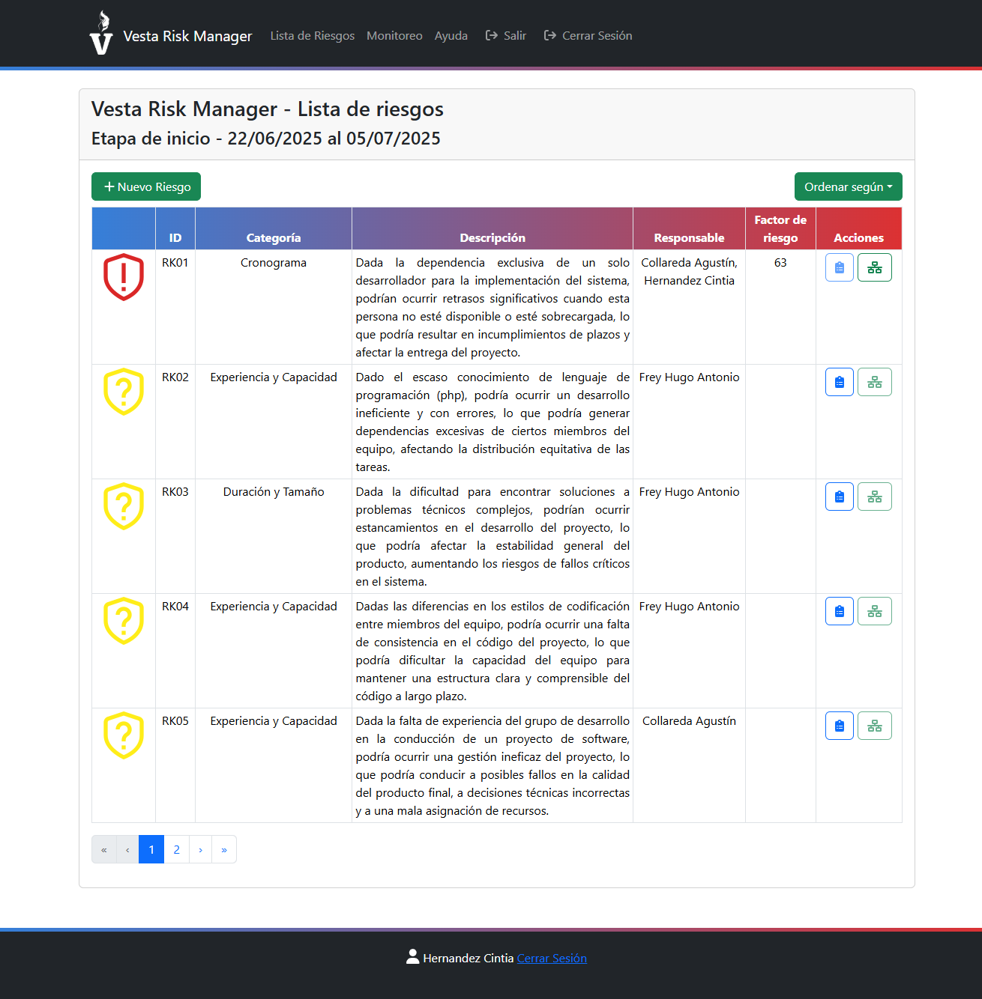 Vesta Risk Manager Lista de Riesgos Monitoreo Ayuda Salir Cerrar Sesión
Vesta Risk Manager - Lista de riesgos
Etapa de inicio - 22/06/2025 al 05/07/2025
Nuevo Riesgo
Ordenar según
ID Categoría Descripción Responsable Factor de riesgo Acciones
RK01 Cronograma
Dada la dependencia exclusiva de un solo
desarrollador para la implementación del sistema,
podrían ocurrir retrasos significativos cuando esta
persona no esté disponible o esté sobrecargada, lo
que podría resultar en incumplimientos de plazos y
afectar la entrega del proyecto.
Collareda Agustín,
Hernandez Cintia
63
RK02 Experiencia y Capacidad
Dado el escaso conocimiento de lenguaje de
programación (php), podría ocurrir un desarrollo
ineficiente y con errores, lo que podría generar
dependencias excesivas de ciertos miembros del
equipo, afectando la distribución equitativa de las
tareas.
Frey Hugo Antonio
RK03 Duración y Tamaño
Dada la dificultad para encontrar soluciones a
problemas técnicos complejos, podrían ocurrir
estancamientos en el desarrollo del proyecto, lo
que podría afectar la estabilidad general del
producto, aumentando los riesgos de fallos críticos
en el sistema.
Frey Hugo Antonio
RK04 Experiencia y Capacidad
Dadas las diferencias en los estilos de codificación
entre miembros del equipo, podría ocurrir una falta
de consistencia en el código del proyecto, lo que
podría dificultar la capacidad del equipo para
mantener una estructura clara y comprensible del
código a largo plazo.
Frey Hugo Antonio
RK05 Experiencia y Capacidad
Dada la falta de experiencia del grupo de desarrollo
en la conducción de un proyecto de software,
podría ocurrir una gestión ineficaz del proyecto, lo
que podría conducir a posibles fallos en la calidad
del producto final, a decisiones técnicas incorrectas
y a una mala asignación de recursos.
Collareda Agustín
« ‹ 1 2 › »
Hernandez Cintia Cerrar Sesión